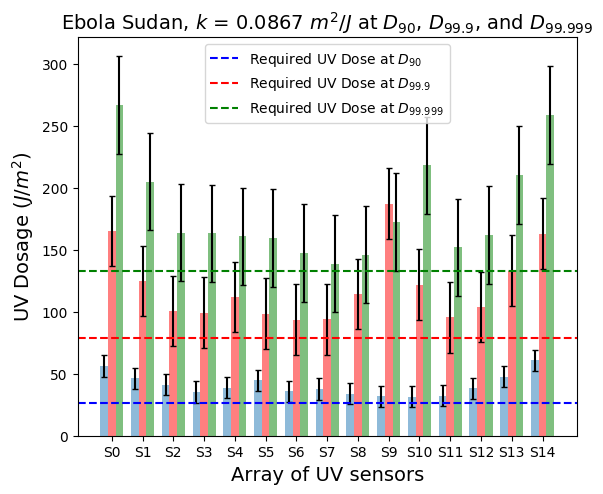 Ebola Sudan, k = 0.0867 m²/J at D₉₀, D₉₉.₉, and D₉₉.₉₉₉
Required UV Dose at D₉₀
Required UV Dose at D₉₉.₉
Required UV Dose at D₉₉.₉₉₉
UV Dosage (J/m²)
300
250
200
150
100
50
0
S0 S1 S2 S3 S4 S5 S6 S7 S8 S9 S10 S11 S12 S13 S14
Array of UV sensors